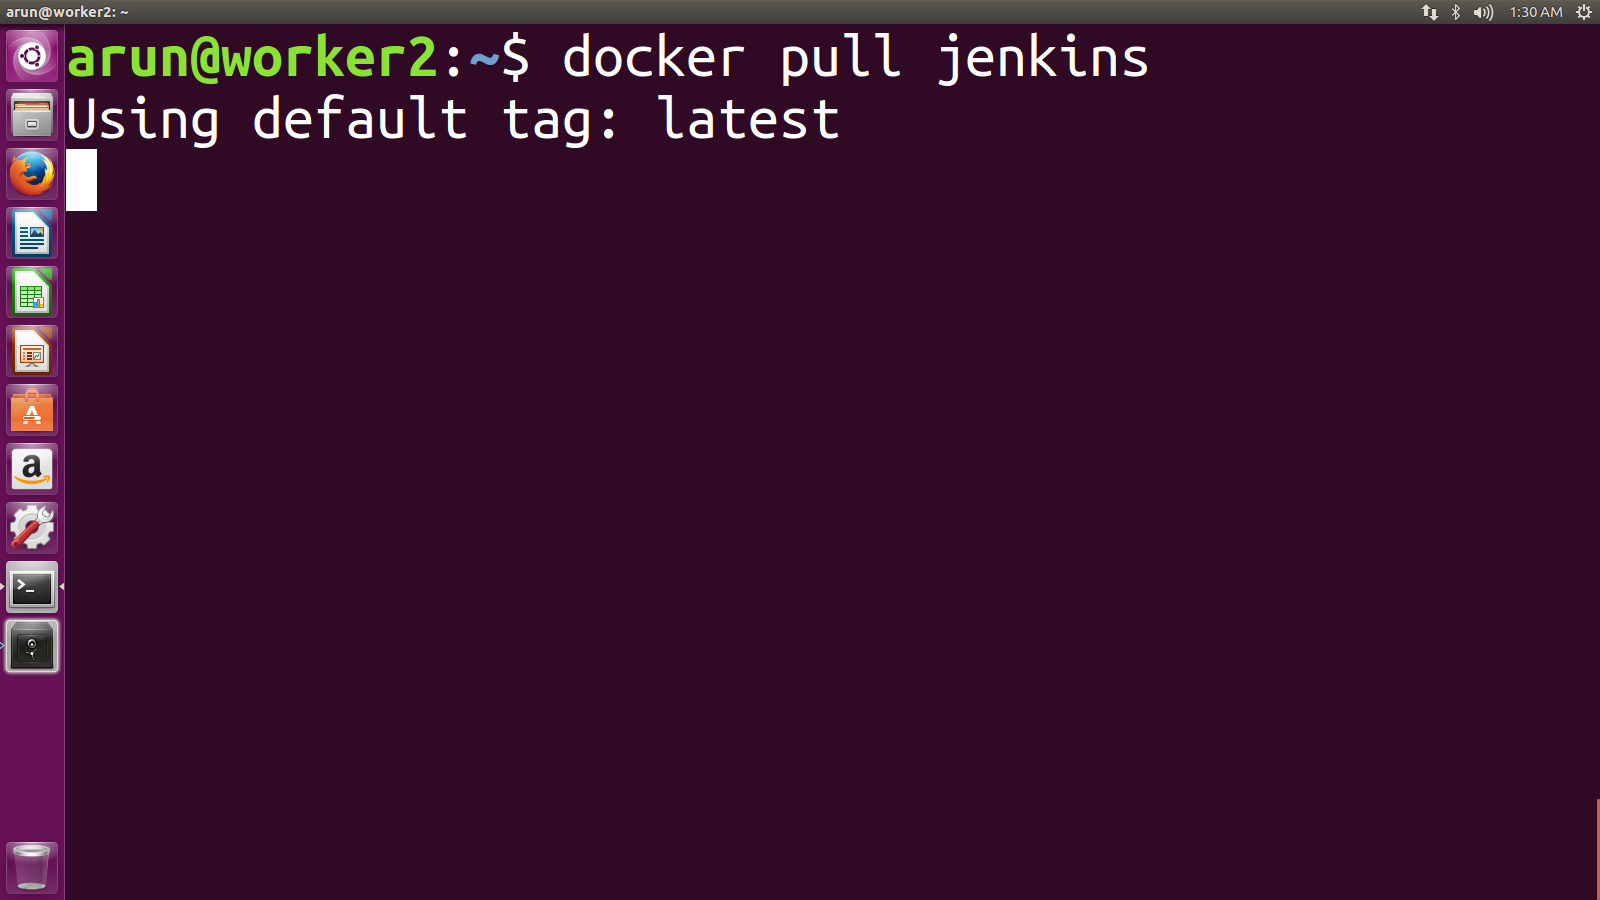 arun@worker2: ~
1:30 AM
arun@worker2:~$ docker pull jenkins
Using default tag: latest